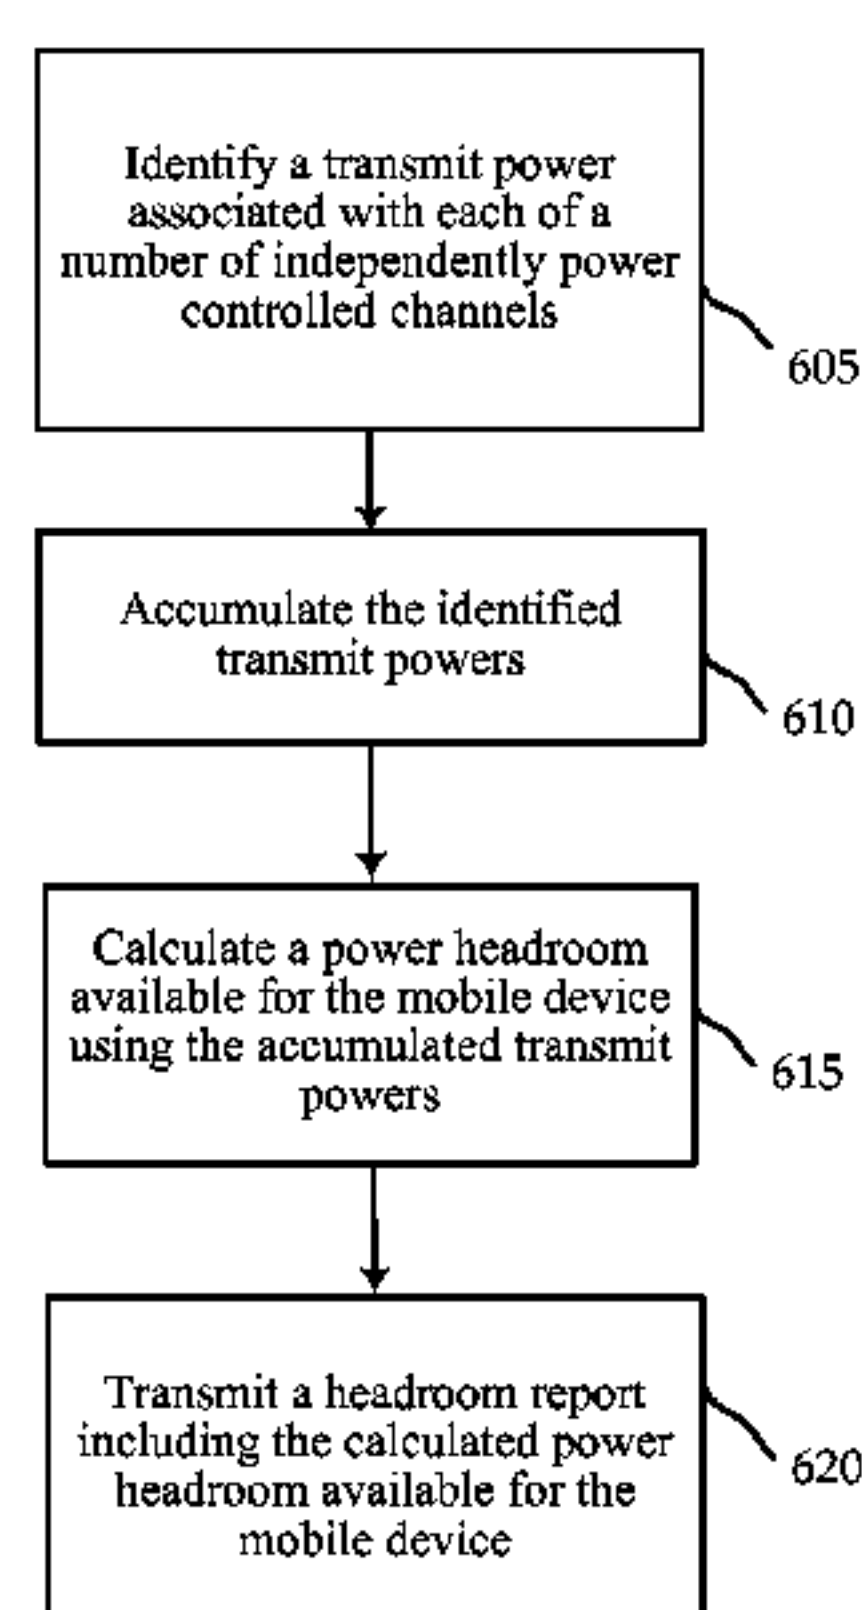 Identify a transmit power
associated with each of a
number of independently power
controlled channels
605
Accumulate the identified
transmit powers
610
Calculate a power headroom
available for the mobile device
using the accumulated transmit
powers
615
Transmit a headroom report
including the calculated power
headroom available for the
mobile device
620